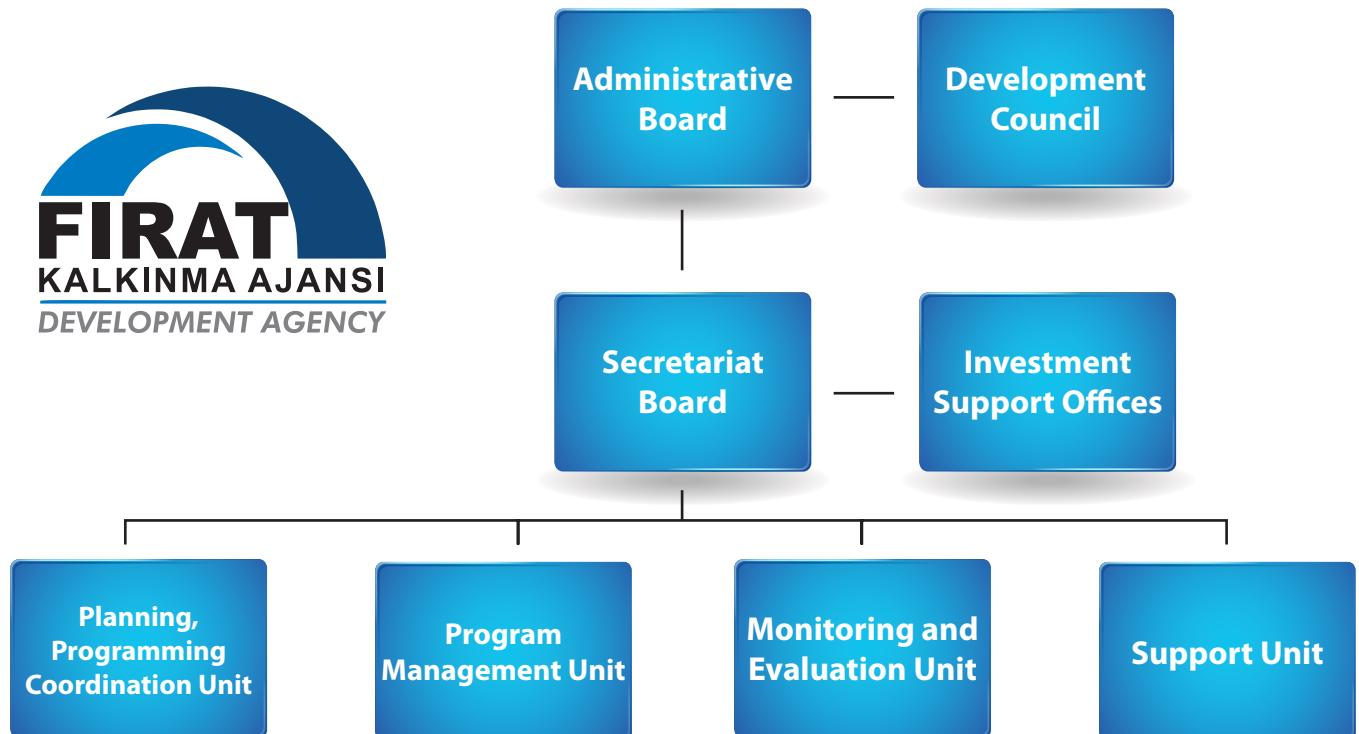 FIRAT
KALKINMA AJANSI
DEVELOPMENT AGENCY
Administrative
Board
Development
Council
Secretariat
Board
Investment
Support Offices
Planning,
Programming
Coordination Unit
Program
Management Unit
Monitoring and
Evaluation Unit
Support Unit